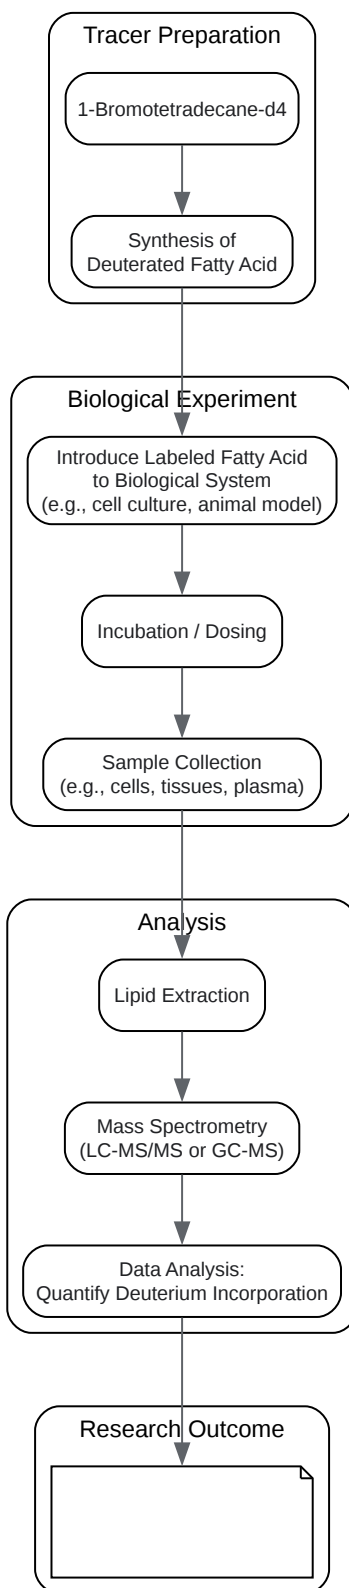 Tracer Preparation
1-Bromotetradecane-d4
Synthesis of
Deuterated Fatty Acid
Biological Experiment
Introduce Labeled Fatty Acid
to Biological System
(e.g., cell culture, animal model)
Incubation / Dosing
Sample Collection
(e.g., cells, tissues, plasma)
Analysis
Lipid Extraction
Mass Spectrometry
(LC-MS/MS or GC-MS)
Data Analysis:
Quantify Deuterium Incorporation
Research Outcome